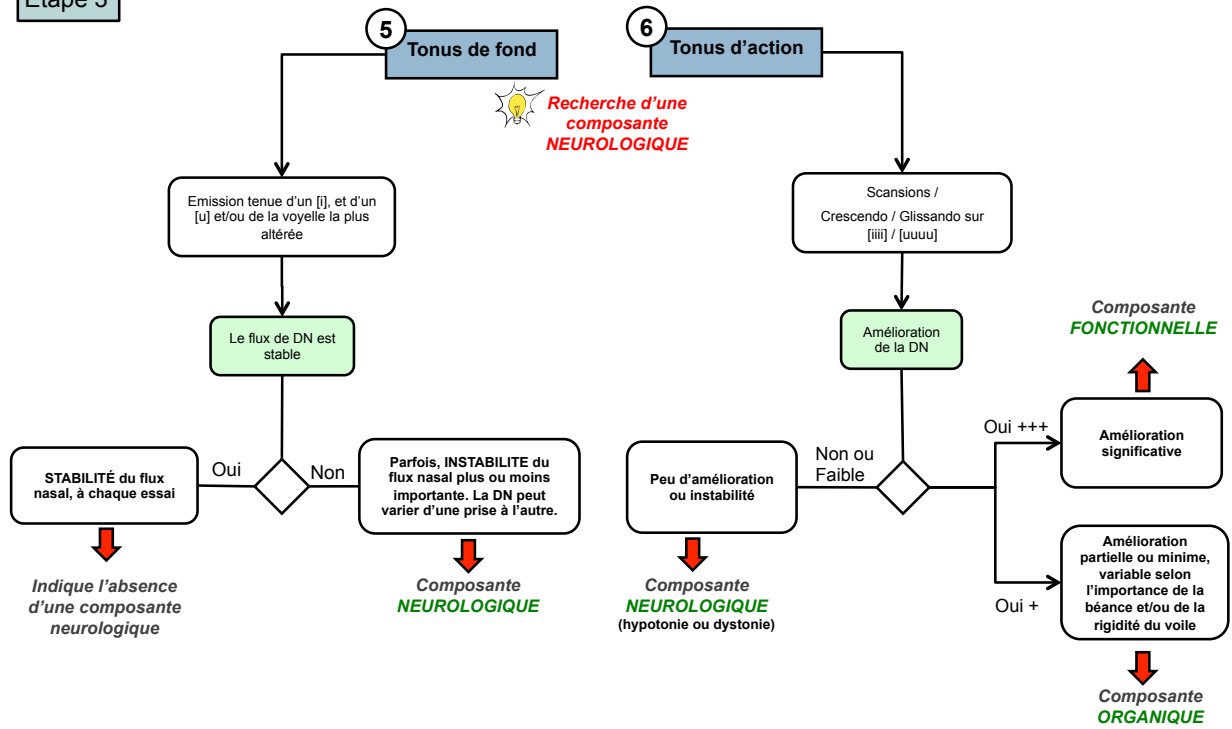 Etape 3
5
Tonus de fond
6
Tonus d’action
Recherche d’une
composante
NEUROLOGIQUE
Emission tenue d’un [i], et d’un
[u] et/ou de la voyelle la plus
altérée
Scansions /
Crescendo / Glissando sur
[iiii] / [uuuu]
Le flux de DN est
stable
Amélioration
de la DN
Composante
FONCTIONNELLE
STABILITÉ du flux
nasal, à chaque essai
Oui
Non
Parfois, INSTABILITE du
flux nasal plus ou moins
importante. La DN peut
varier d’une prise à l’autre.
Peu d’amélioration
ou instabilité
Non ou
Faible
Oui +++
Amélioration
significative
Oui +
Amélioration
partielle ou minime,
variable selon
l’importance de la
béance et/ou de la
rigidité du voile
Indique l’absence
d’une composante
neurologique
Composante
NEUROLOGIQUE
Composante
NEUROLOGIQUE
(hypotonie ou dystonie)
Composante
ORGANIQUE